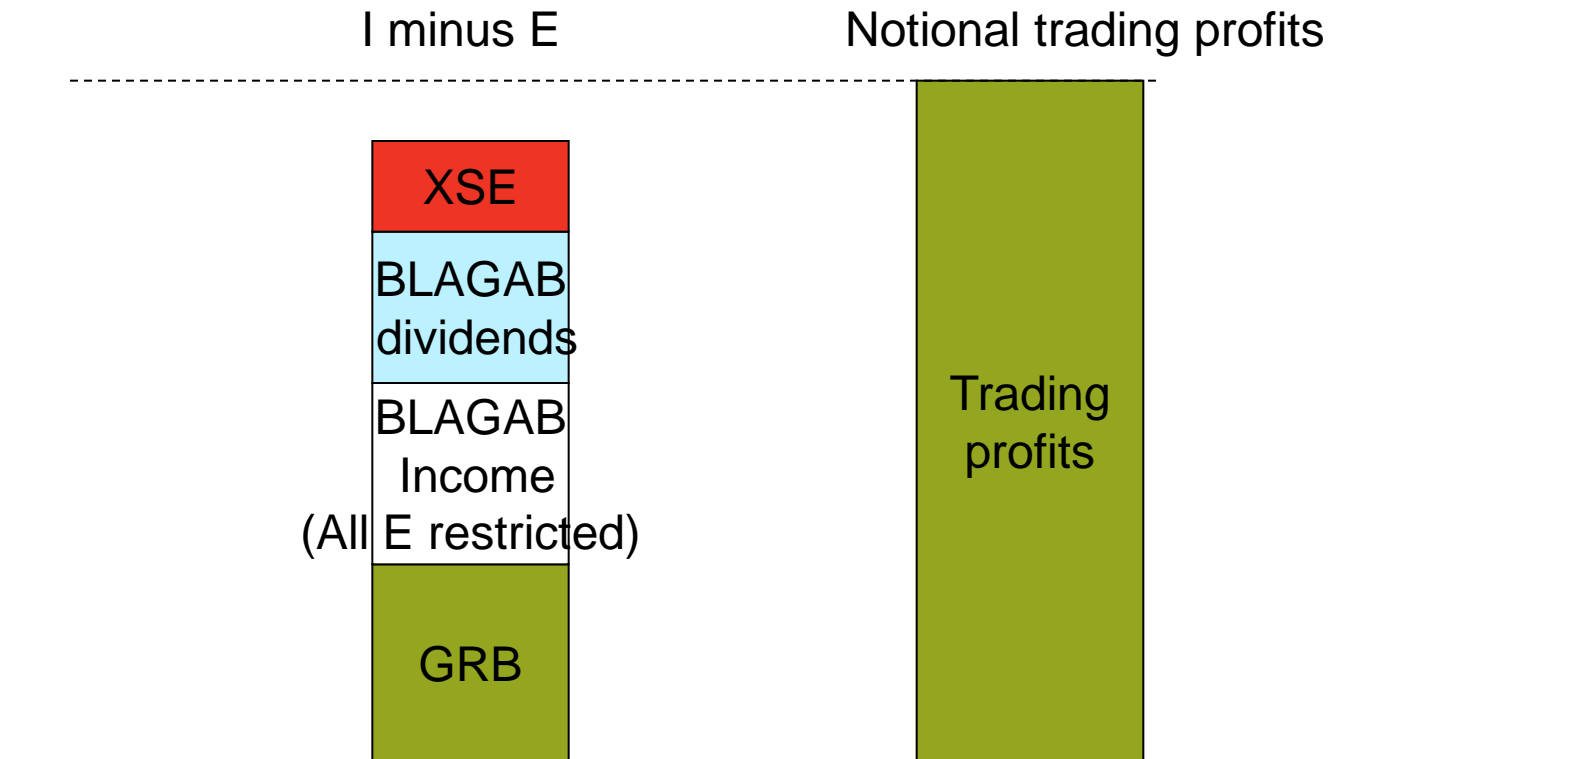 I minus E
Notional trading profits
XSE
BLAGAB
dividends
BLAGAB
Income
(All E restricted)
GRB
Trading
profits